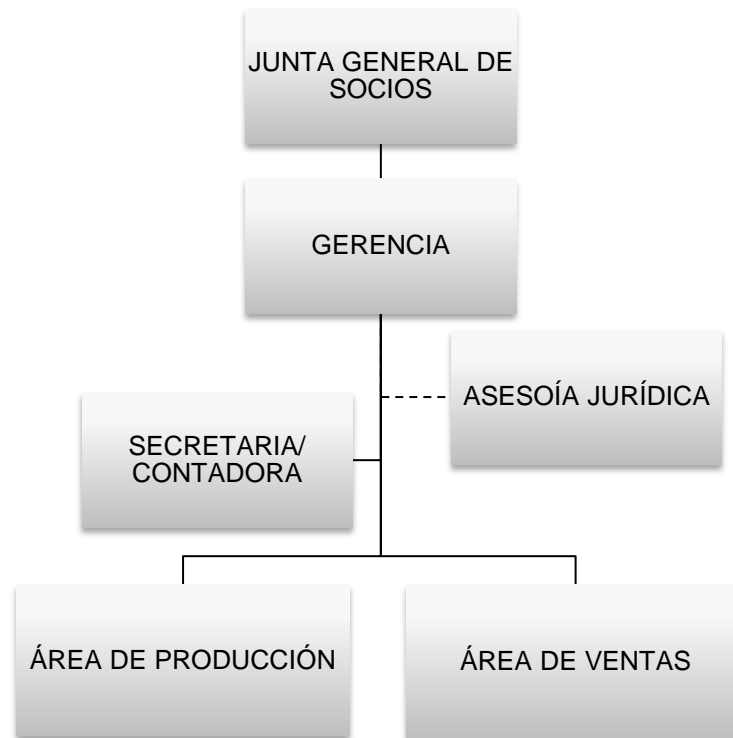 JUNTA GENERAL DE
SOCIOS
GERENCIA
ASESOÍA JURÍDICA
SECRETARIA/
CONTADORA
ÁREA DE PRODUCCIÓN
ÁREA DE VENTAS